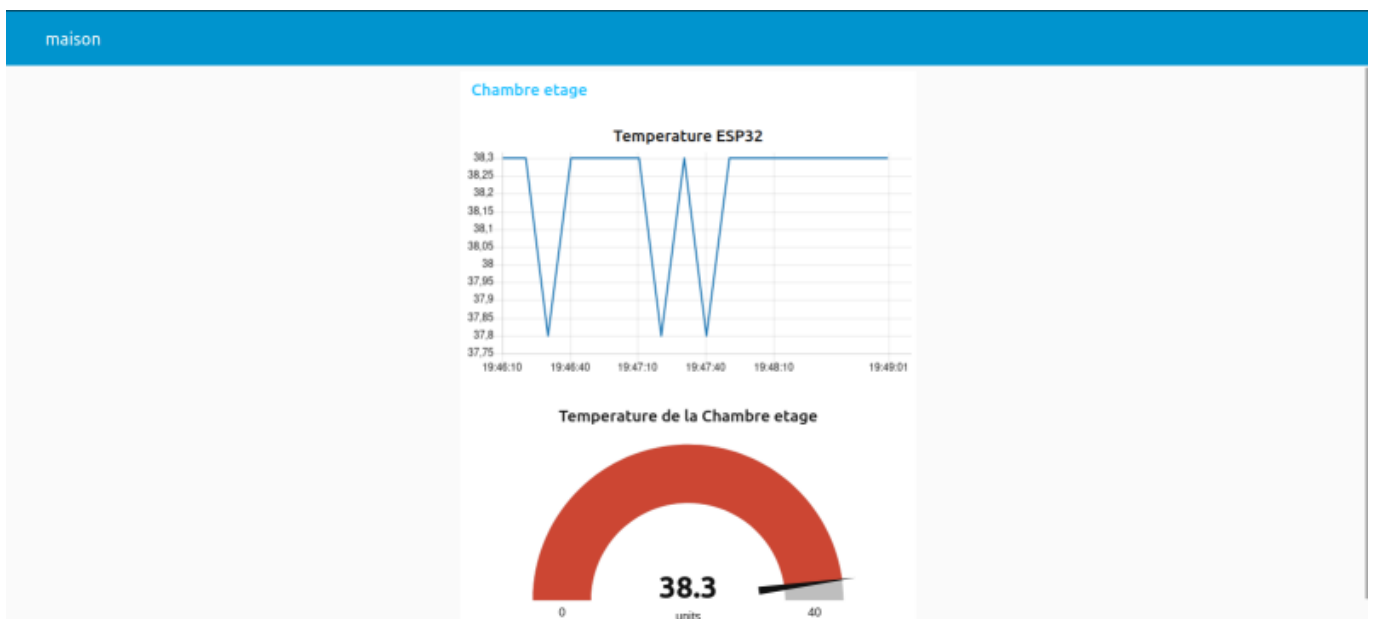 maison
Chambre etage
Temperature ESP32
38,3
38,25
38,2
38,15
38,1
38,05
38
37,95
37,9
37,85
37,8
37,75
19:46:10 19:46:40 19:47:10 19:47:40 19:48:10 19:49:01
Temperature de la Chambre etage
38.3
0 units 40